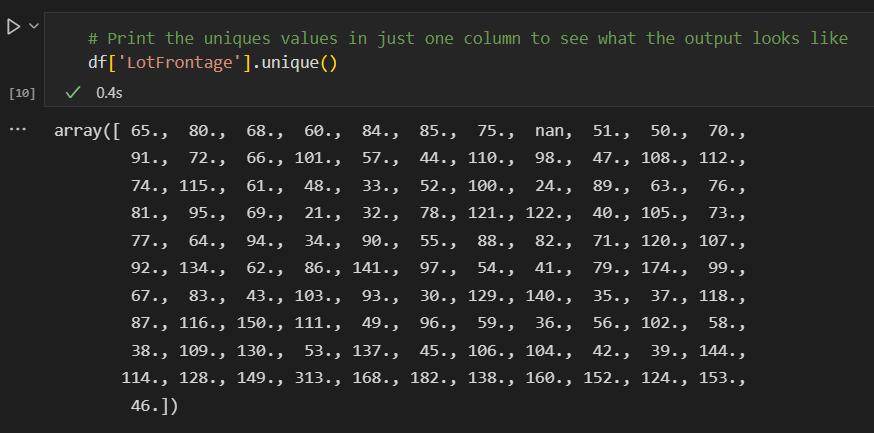 # Print the uniques values in just one column to see what the output looks like
df['LotFrontage'].unique()
[10] 0.4s
array([ 65.,  80.,  68.,  60.,  84.,  85.,  75.,  nan,  51.,  50.,  70.,
91.,  72.,  66., 101.,  57.,  44., 110.,  98.,  47., 108., 112.,
74., 115.,  61.,  48.,  33.,  52., 100.,  24.,  89.,  63.,  76.,
81.,  95.,  69.,  21.,  32.,  78., 121., 122.,  40., 105.,  73.,
77.,  64.,  94.,  34.,  90.,  55.,  88.,  82.,  71., 120., 107.,
92., 134.,  62.,  86., 141.,  97.,  54.,  41.,  79., 174.,  99.,
67.,  83.,  43., 103.,  93.,  30., 129., 140.,  35.,  37., 118.,
87., 116., 150., 111.,  49.,  96.,  59.,  36.,  56., 102.,  58.,
38., 109., 130.,  53., 137.,  45., 106., 104.,  42.,  39., 144.,
114., 128., 149., 313., 168., 182., 138., 160., 152., 124., 153.,
46.])